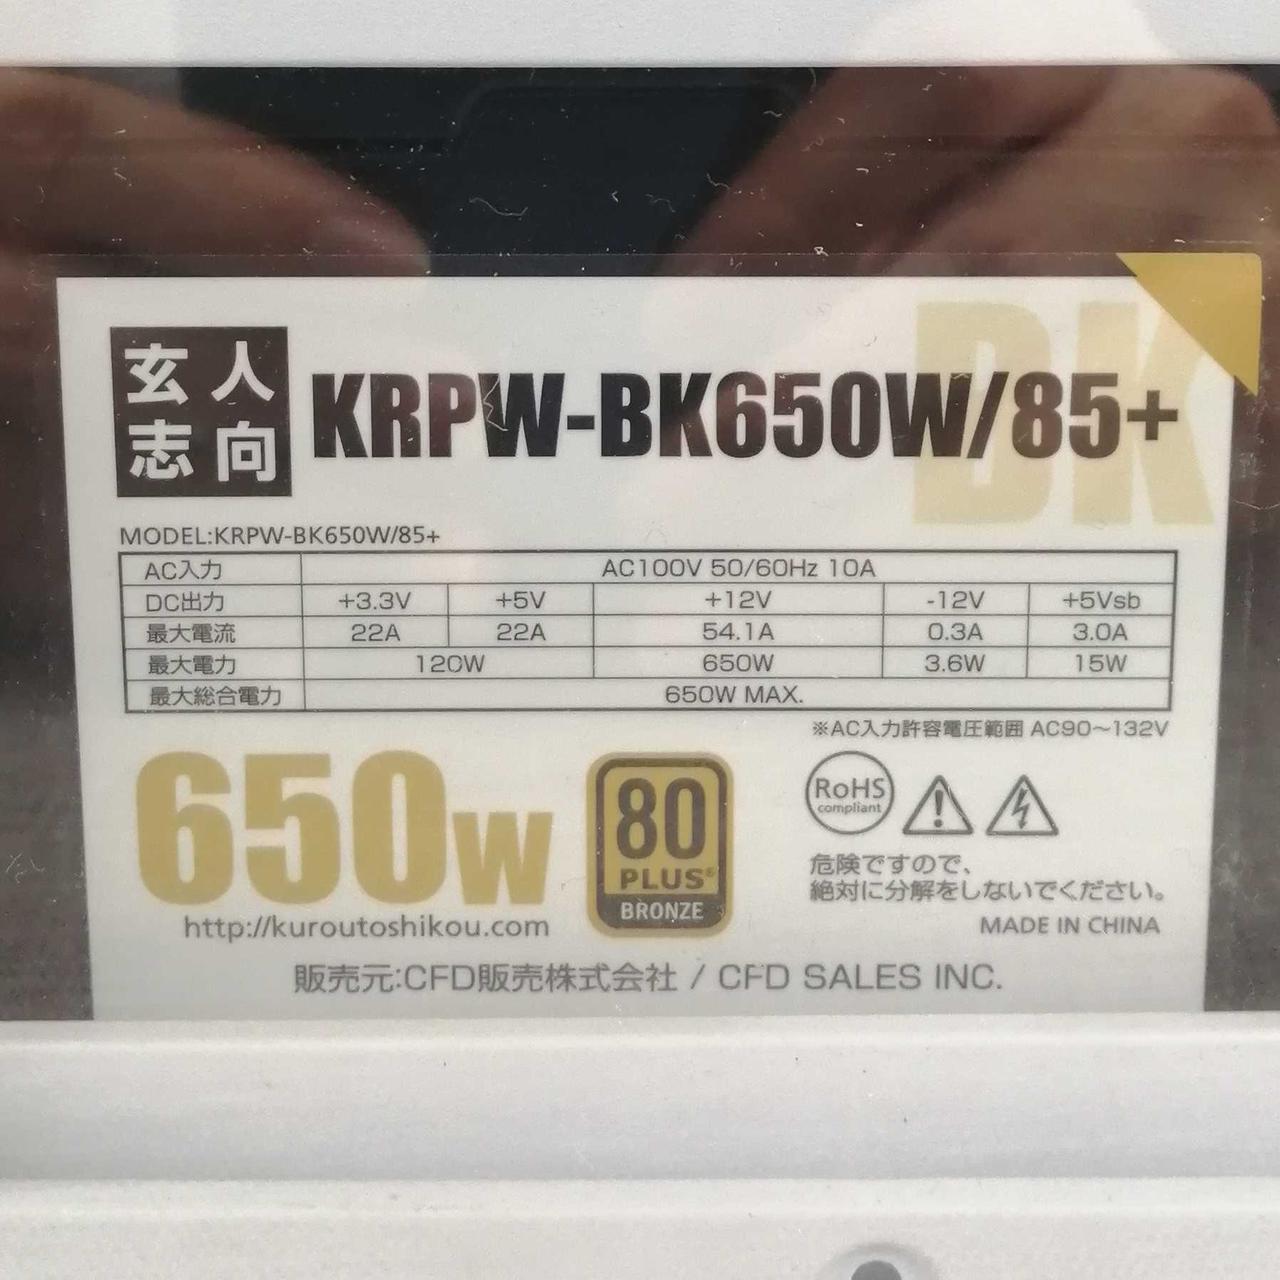 玄人
志向
KRPW-BK650W/85+
BK
MODEL:KRPW-BK650W/85+
AC入力 AC100V 50/60Hz 10A
DC出力 +3.3V +5V +12V -12V +5Vsb
最大電流 22A 22A 54.1A 0.3A 3.0A
最大電力 120W 650W 3.6W 15W
最大総合電力 650W MAX.
※AC入力許容電圧範囲 AC90～132V
650W
http://kuroutoshikou.com
80
PLUS®
BRONZE
RoHS
compliant
危険ですので、
絶対に分解をしないでください。
MADE IN CHINA
販売元:CFD販売株式会社 / CFD SALES INC.